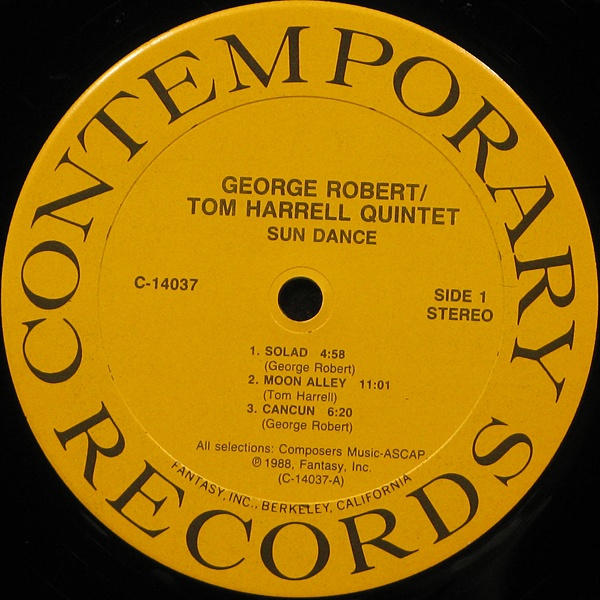 CONTEMPORARY RECORDS
GEORGE ROBERT/
TOM HARRELL QUINTET
SUN DANCE
C-14037
SIDE 1
STEREO
1. SOLAD 4:58
(George Robert)
2. MOON ALLEY 11:01
(Tom Harrell)
3. CANCUN 6:20
(George Robert)
All selections: Composers Music-ASCAP
℗1988, Fantasy, Inc.
(C-14037-A)
FANTASY, INC., BERKELEY, CALIFORNIA